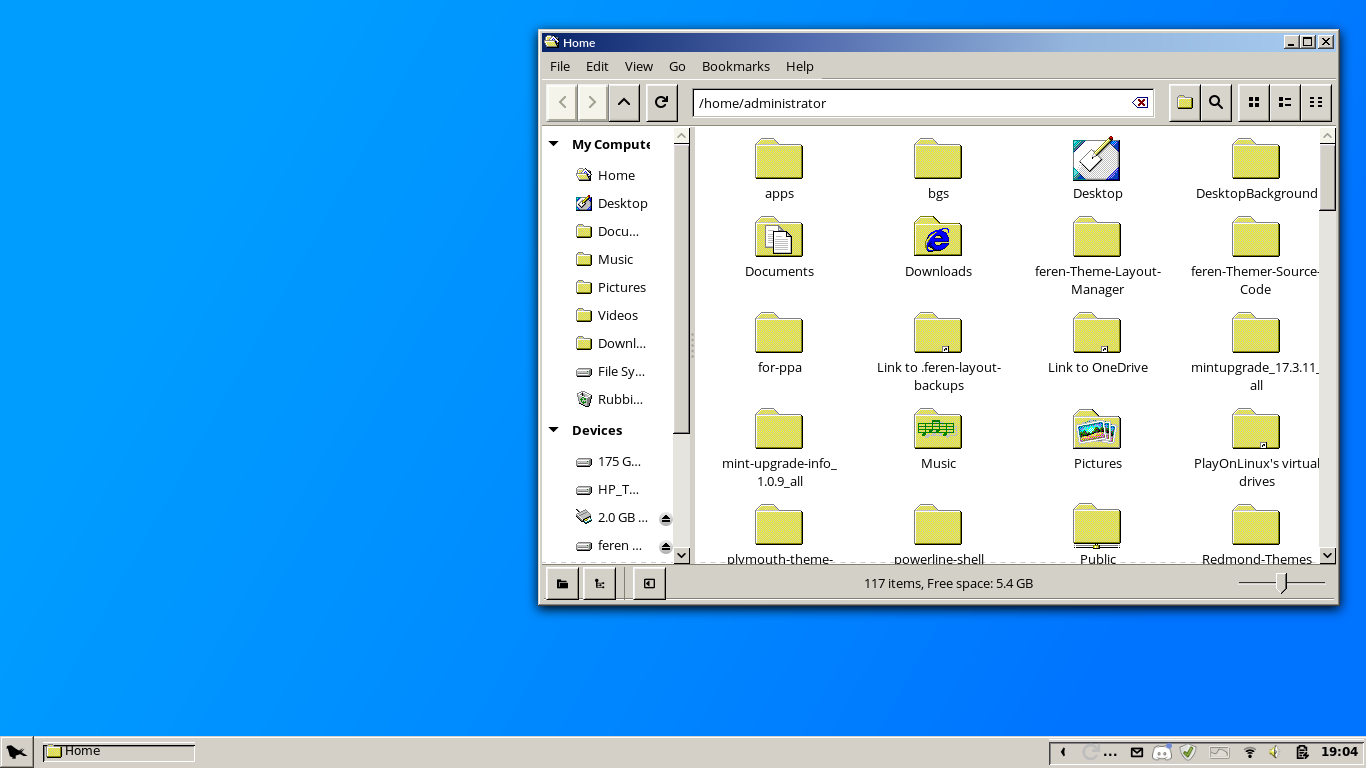 Home
File Edit View Go Bookmarks Help
/home/administrator
My Compute
Home
Desktop
Docu...
Music
Pictures
Videos
Downl...
File Sy...
Rubbi...
Devices
175 G...
HP_T...
2.0 GB ...
feren ...
apps
bgs
Desktop
DesktopBackground
Documents
Downloads
feren-Theme-Layout-
Manager
feren-Themer-Source-
Code
for-ppa
Link to .feren-layout-
backups
Link to OneDrive
mintupgrade_17.3.11_
all
mint-upgrade-info_
1.0.9_all
Music
Pictures
PlayOnLinux's virtual
drives
plymouth-theme-
powerline-shell
Public
Redmond-Themes
117 items, Free space: 5.4 GB
Home
...
19:04